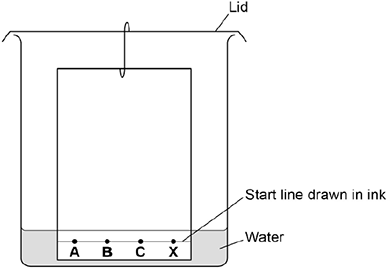 Lid
Start line drawn in ink
A B C X
Water